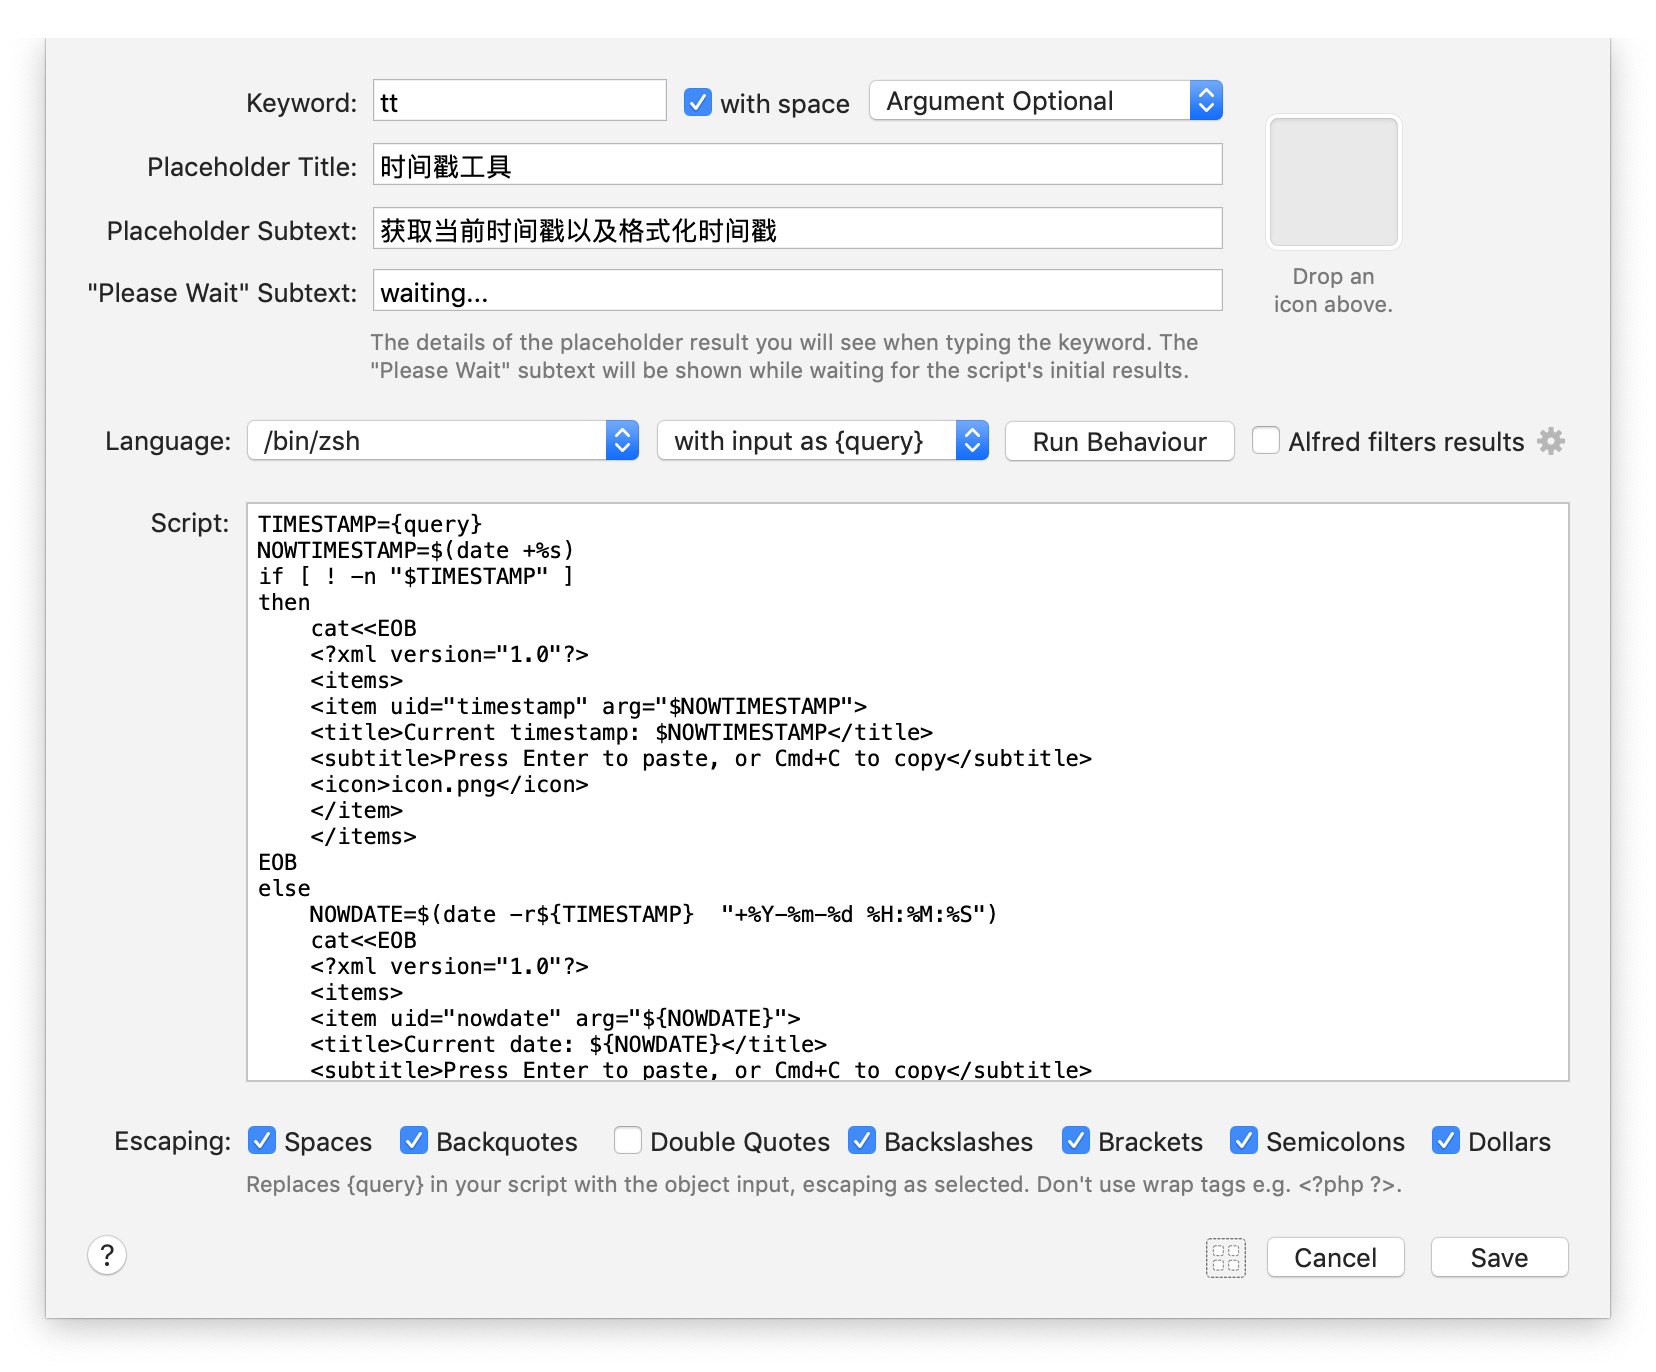 Keyword: tt with space Argument Optional
Placeholder Title: 时间戳工具
Placeholder Subtext: 获取当前时间戳以及格式化时间戳
"Please Wait" Subtext: waiting...
Drop an
icon above.
The details of the placeholder result you will see when typing the keyword. The
"Please Wait" subtext will be shown while waiting for the script's initial results.
Language: /bin/zsh with input as {query} Run Behaviour Alfred filters results
Script: TIMESTAMP={query}
NOWTIMESTAMP=$(date +%s)
if [ ! -n "$TIMESTAMP" ]
then
    cat<<EOB
    <?xml version="1.0"?>
    <items>
    <item uid="timestamp" arg="$NOWTIMESTAMP">
    <title>Current timestamp: $NOWTIMESTAMP</title>
    <subtitle>Press Enter to paste, or Cmd+C to copy</subtitle>
    <icon>icon.png</icon>
    </item>
    </items>
EOB
else
    NOWDATE=$(date -r${TIMESTAMP}  "+%Y-%m-%d %H:%M:%S")
    cat<<EOB
    <?xml version="1.0"?>
    <items>
    <item uid="nowdate" arg="${NOWDATE}">
    <title>Current date: ${NOWDATE}</title>
    <subtitle>Press Enter to paste, or Cmd+C to copy</subtitle>
Escaping: Spaces Backquotes Double Quotes Backslashes Brackets Semicolons Dollars
Replaces {query} in your script with the object input, escaping as selected. Don't use wrap tags e.g. <?php ?>.
? Cancel Save